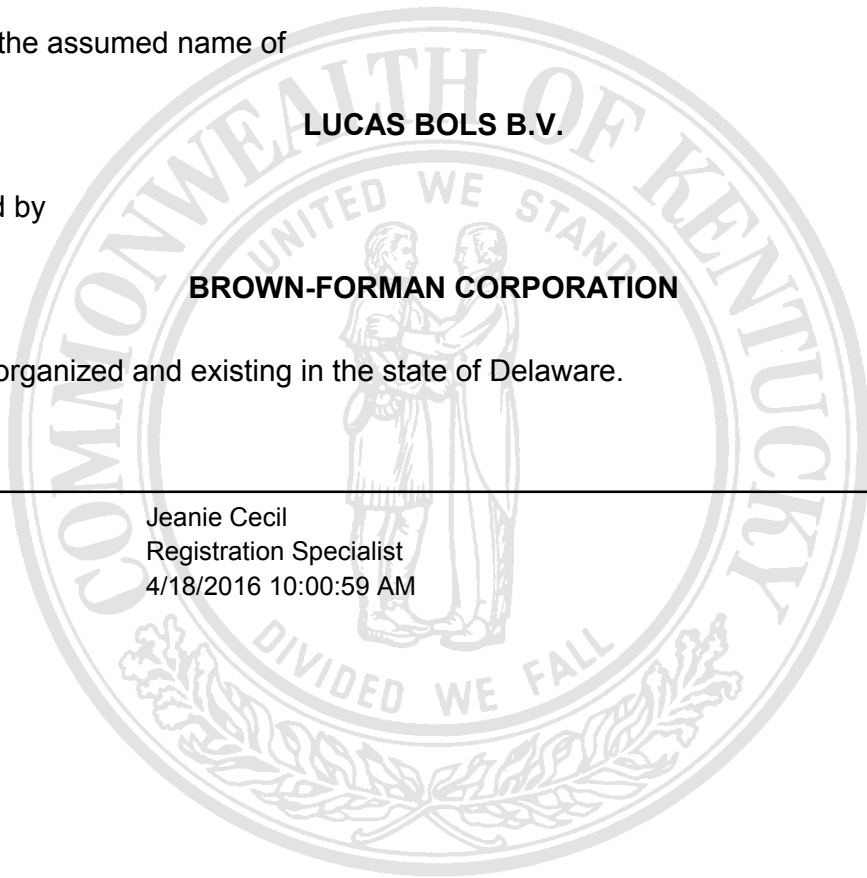 the assumed name of
LUCAS BOLS B.V.
d by
BROWN-FORMAN CORPORATION
organized and existing in the state of Delaware.
Jeanie Cecil
Registration Specialist
4/18/2016 10:00:59 AM
COMMONWEALTH OF KENTUCKY
UNITED WE STAND
DIVIDED WE FALL